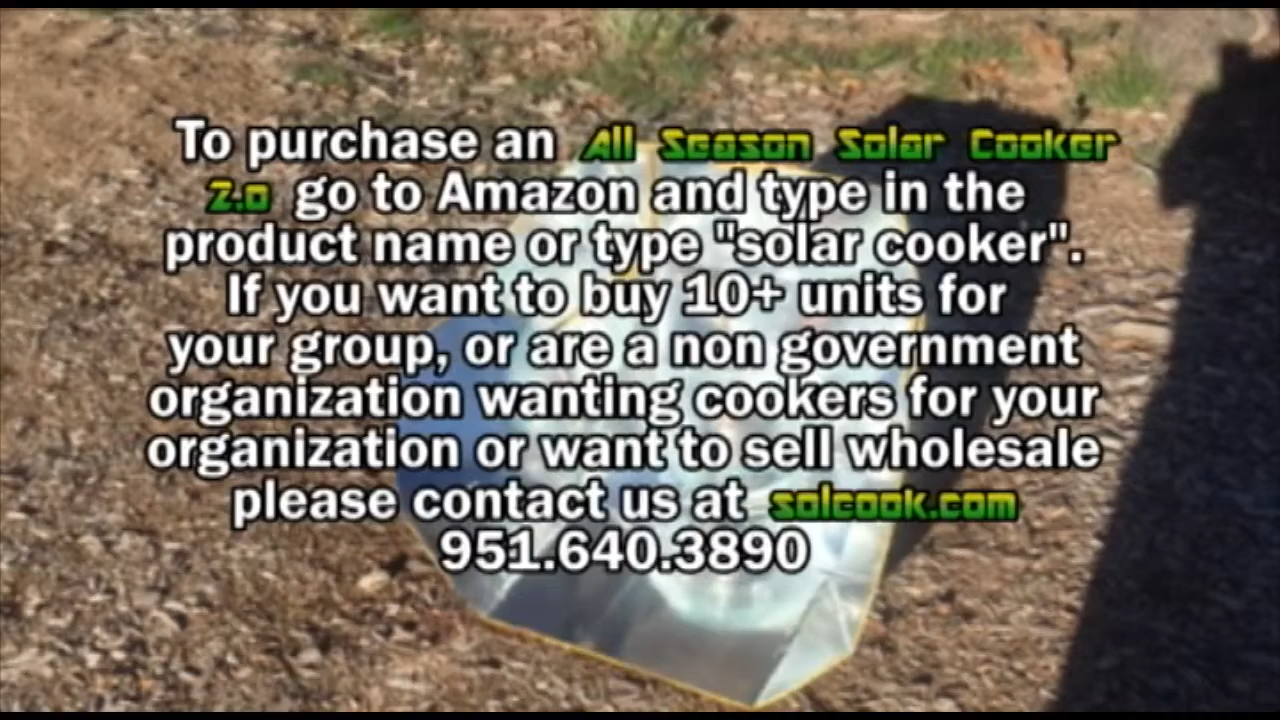 To purchase an All Season Solar Cooker
2.0 go to Amazon and type in the
product name or type "solar cooker".
If you want to buy 10+ units for
your group, or are a non government
organization wanting cookers for your
organization or want to sell wholesale
please contact us at solcook.com
951.640.3890